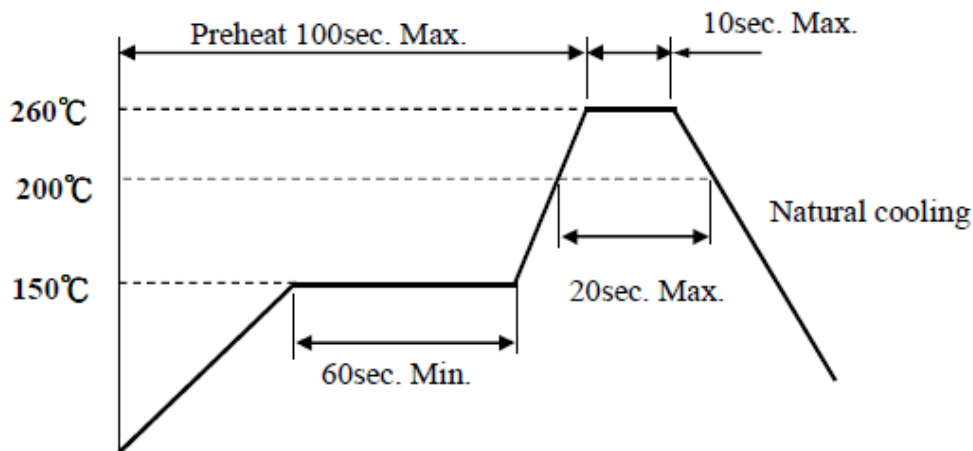 Preheat 100sec. Max.
10sec. Max.
260℃
200℃
Natural cooling
150℃
20sec. Max.
60sec. Min.